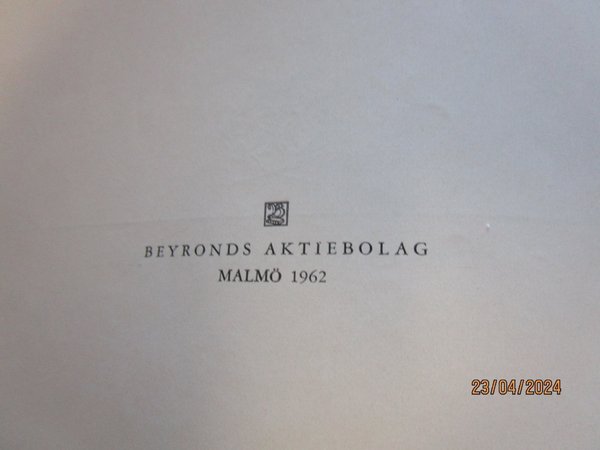 BEYRONDS AKTIEBOLAG
MALMÖ 1962
23/04/2024